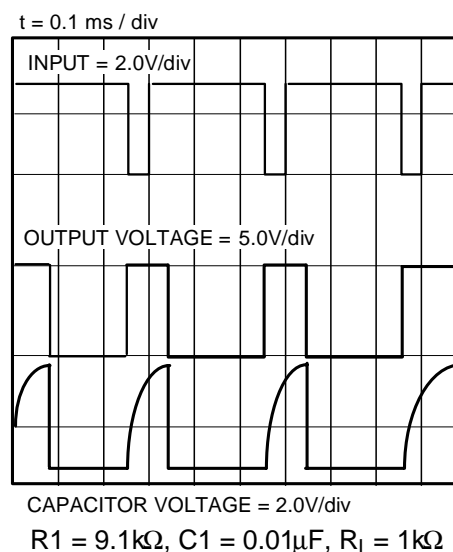 t = 0.1 ms / div
INPUT = 2.0V/div
OUTPUT VOLTAGE = 5.0V/div
CAPACITOR VOLTAGE = 2.0V/div
R1 = 9.1kΩ, C1 = 0.01μF, RL = 1kΩ